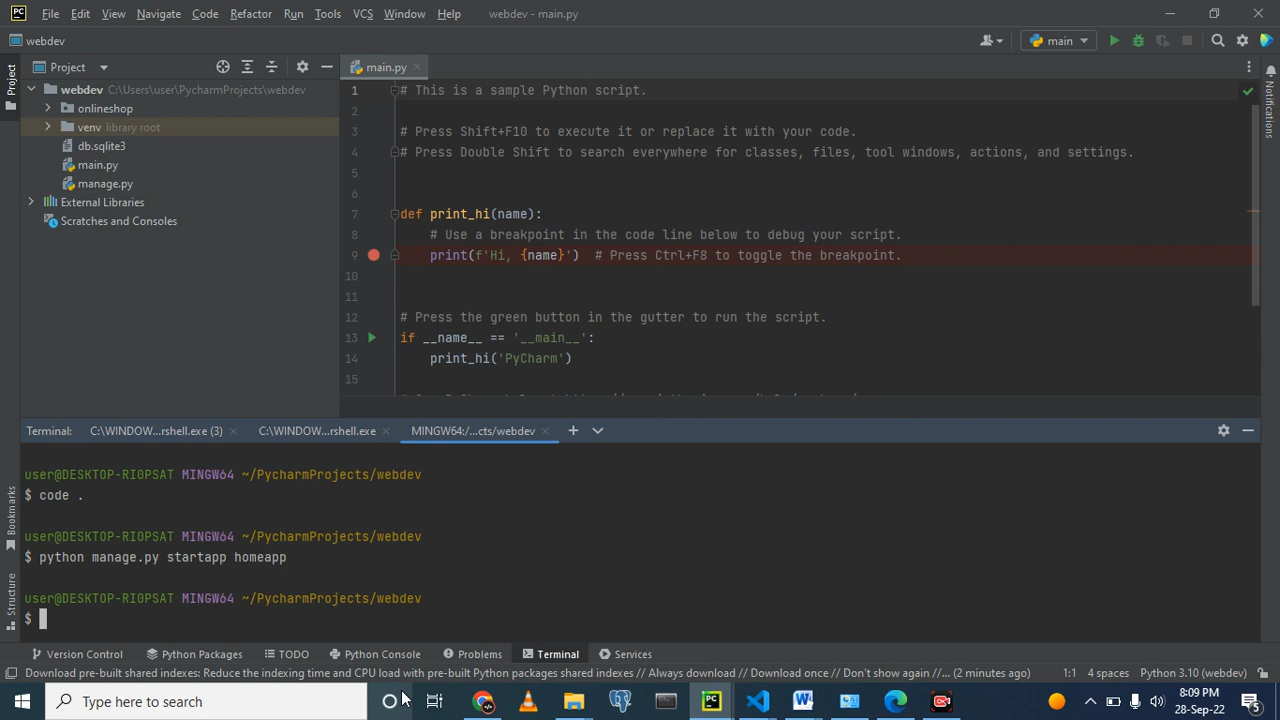 PC File Edit View Navigate Code Refactor Run Tools VCS Window Help webdev - main.py
webdev
main
Project
main.py
webdev C:\Users\user\PycharmProjects\webdev
onlineshop
venv library root
db.sqlite3
main.py
manage.py
External Libraries
Scratches and Consoles
1 # This is a sample Python script.
2
3 # Press Shift+F10 to execute it or replace it with your code.
4 # Press Double Shift to search everywhere for classes, files, tool windows, actions, and settings.
5
6
7 def print_hi(name):
8 # Use a breakpoint in the code line below to debug your script.
9 print(f'Hi, {name}') # Press Ctrl+F8 to toggle the breakpoint.
10
11
12 # Press the green button in the gutter to run the script.
13 if __name__ == '__main__':
14 print_hi('PyCharm')
15
Project
Notifications
Bookmarks
Structure
Terminal: C:\WINDOW...rshell.exe (3) C:\WINDOW...rshell.exe MINGW64:/...cts/webdev
user@DESKTOP-RI0PSAT MINGW64 ~/PycharmProjects/webdev
$ code .
user@DESKTOP-RI0PSAT MINGW64 ~/PycharmProjects/webdev
$ python manage.py startapp homeapp
user@DESKTOP-RI0PSAT MINGW64 ~/PycharmProjects/webdev
$
Version Control Python Packages TODO Python Console Problems Terminal Services
Download pre-built shared indexes: Reduce the indexing time and CPU load with pre-built Python packages shared indexes // Always download // Download once // Don't show again // ... (2 minutes ago) 1:1 4 spaces Python 3.10 (webdev)
Type here to search
PC
W
8:09 PM
28-Sep-22
5